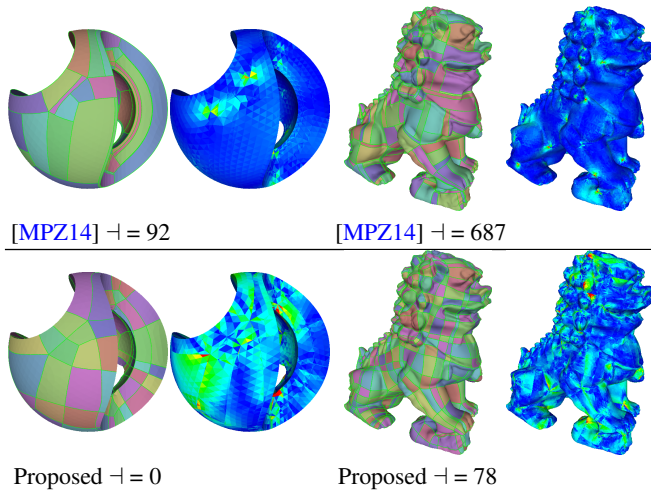 [MPZ14] ⊣ = 92
[MPZ14] ⊣ = 687
Proposed ⊣ = 0
Proposed ⊣ = 78